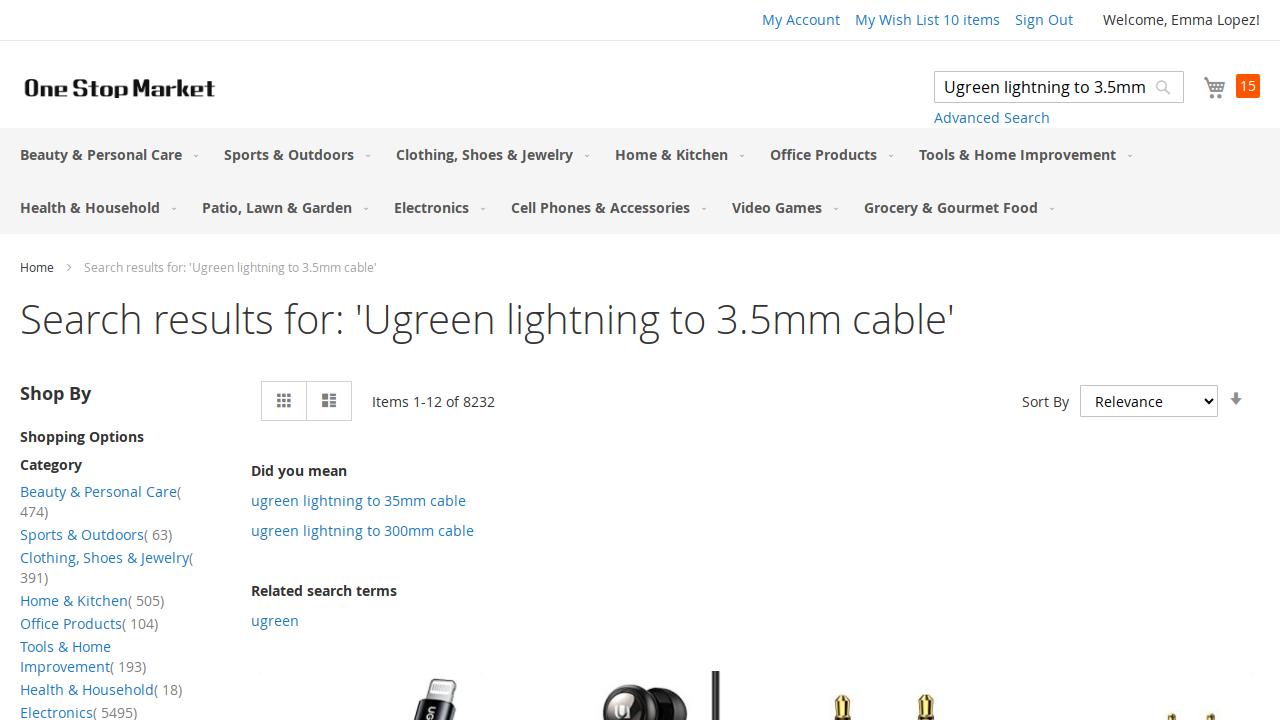 My Account My Wish List 10 items Sign Out Welcome, Emma Lopez!
One Stop Market
Ugreen lightning to 3.5mm
15
Advanced Search
Beauty & Personal Care Sports & Outdoors Clothing, Shoes & Jewelry Home & Kitchen Office Products Tools & Home Improvement
Health & Household Patio, Lawn & Garden Electronics Cell Phones & Accessories Video Games Grocery & Gourmet Food
Home Search results for: 'Ugreen lightning to 3.5mm cable'
Search results for: 'Ugreen lightning to 3.5mm cable'
Shop By
Shopping Options
Category
Beauty & Personal Care( 474)
Sports & Outdoors( 63)
Clothing, Shoes & Jewelry( 391)
Home & Kitchen( 505)
Office Products( 104)
Tools & Home
Improvement( 193)
Health & Household( 18)
Electronics( 5495)
Items 1-12 of 8232
Sort By Relevance
Did you mean
ugreen lightning to 35mm cable
ugreen lightning to 300mm cable
Related search terms
ugreen